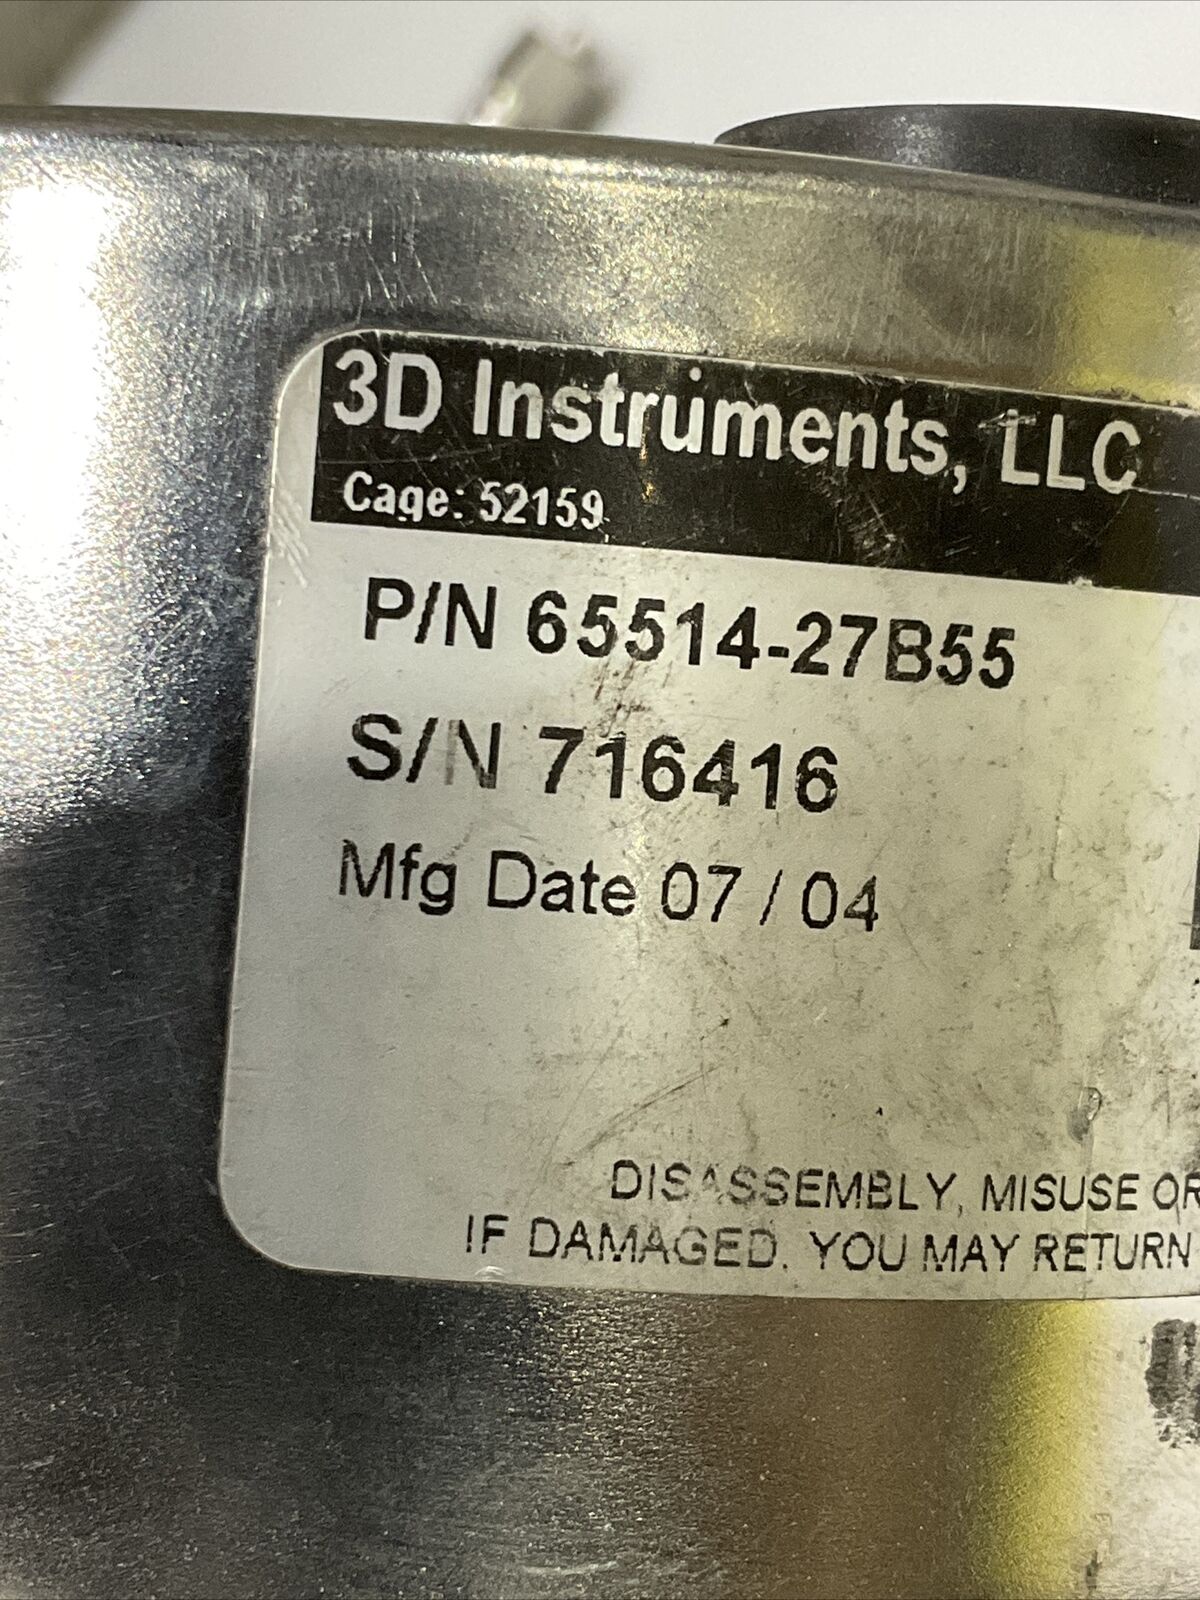 3D Instruments, LLC
Cage: 52159
P/N 65514-27B55
S/N 716416
Mfg Date 07 / 04
DISASSEMBLY, MISUSE OR
IF DAMAGED, YOU MAY RETURN